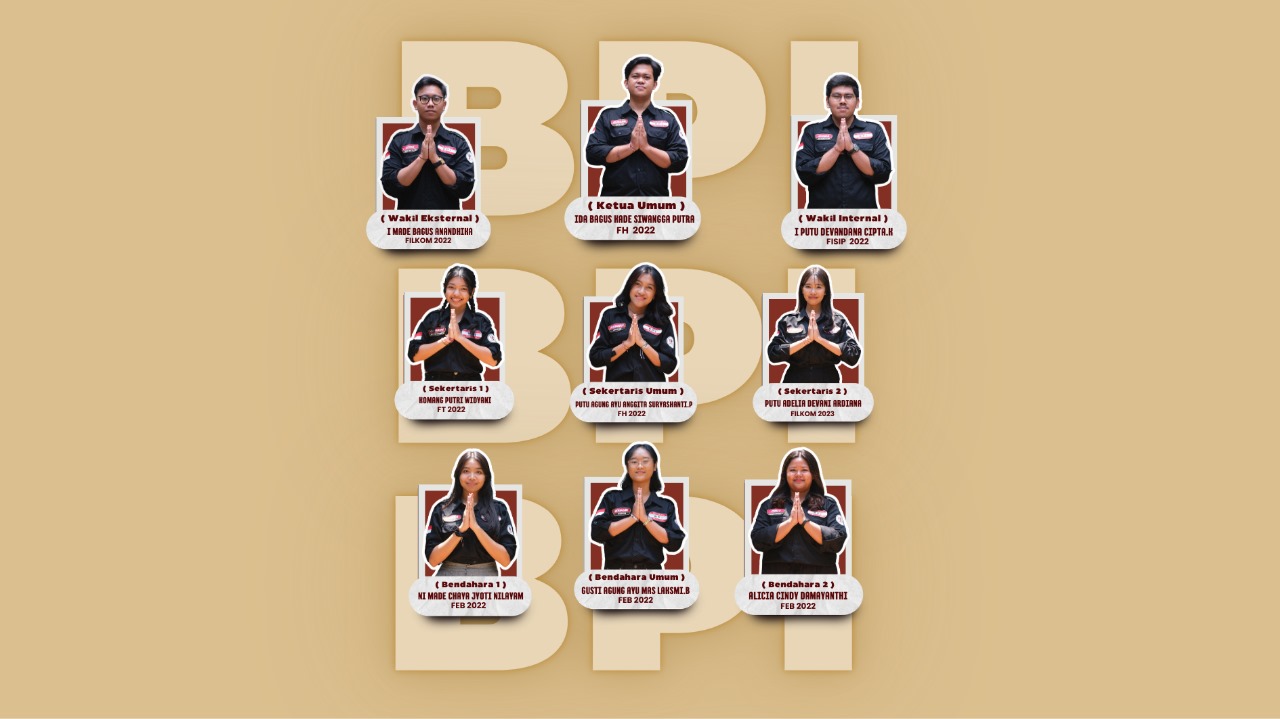 BPI
( Wakil Eksternal )
I MADE BAGUS ANANDHIKA
FILKOM 2022
( Ketua Umum )
IDA BAGUS KADE SIWANGGA PUTRA
FH 2022
( Wakil Internal )
I PUTU DEVANDANA CIPTA.K
FISIP 2022
BPI
( Sekertaris 1 )
KOMANG PUTRI WIDYANI
FT 2022
( Sekertaris Umum )
PUTU AGUNG AYU ANGGITA SURYASHANTI.P
FH 2022
( Sekertaris 2 )
PUTU ADELIA DEVANI ARDIANA
FILKOM 2023
BPI
( Bendahara 1 )
NI MADE CHAYA JYOTI NILAYAM
FEB 2022
( Bendahara Umum )
GUSTI AGUNG AYU MAS LAKSMI.B
FEB 2022
( Bendahara 2 )
ALICIA CINDY DAMAYANTHI
FEB 2022